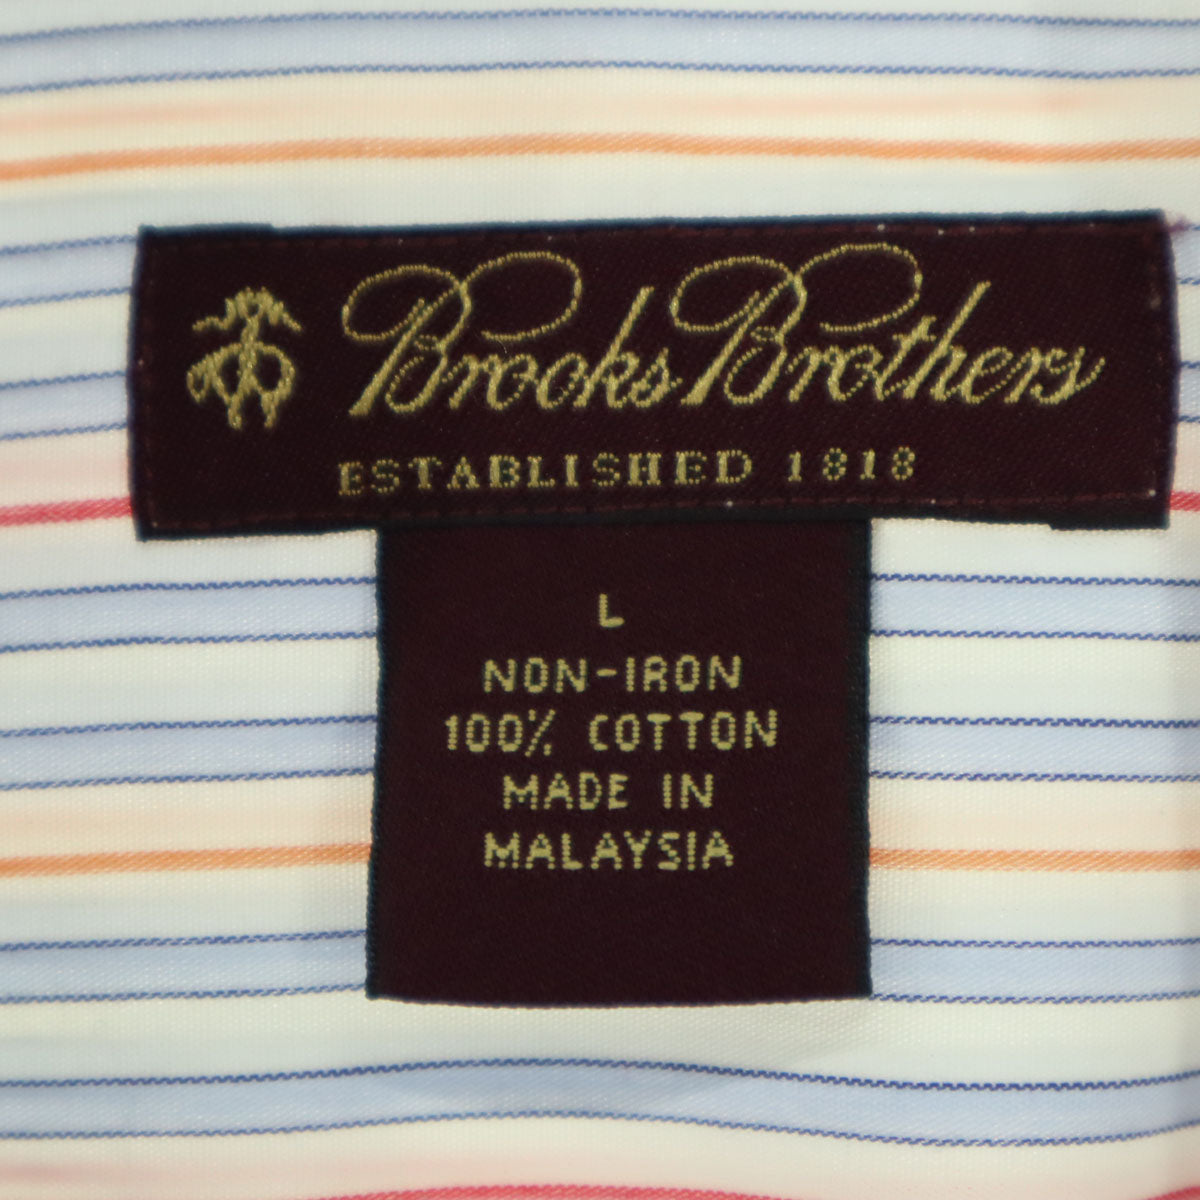 Brooks Brothers
ESTABLISHED 1818
L
NON-IRON
100% COTTON
MADE IN
MALAYSIA